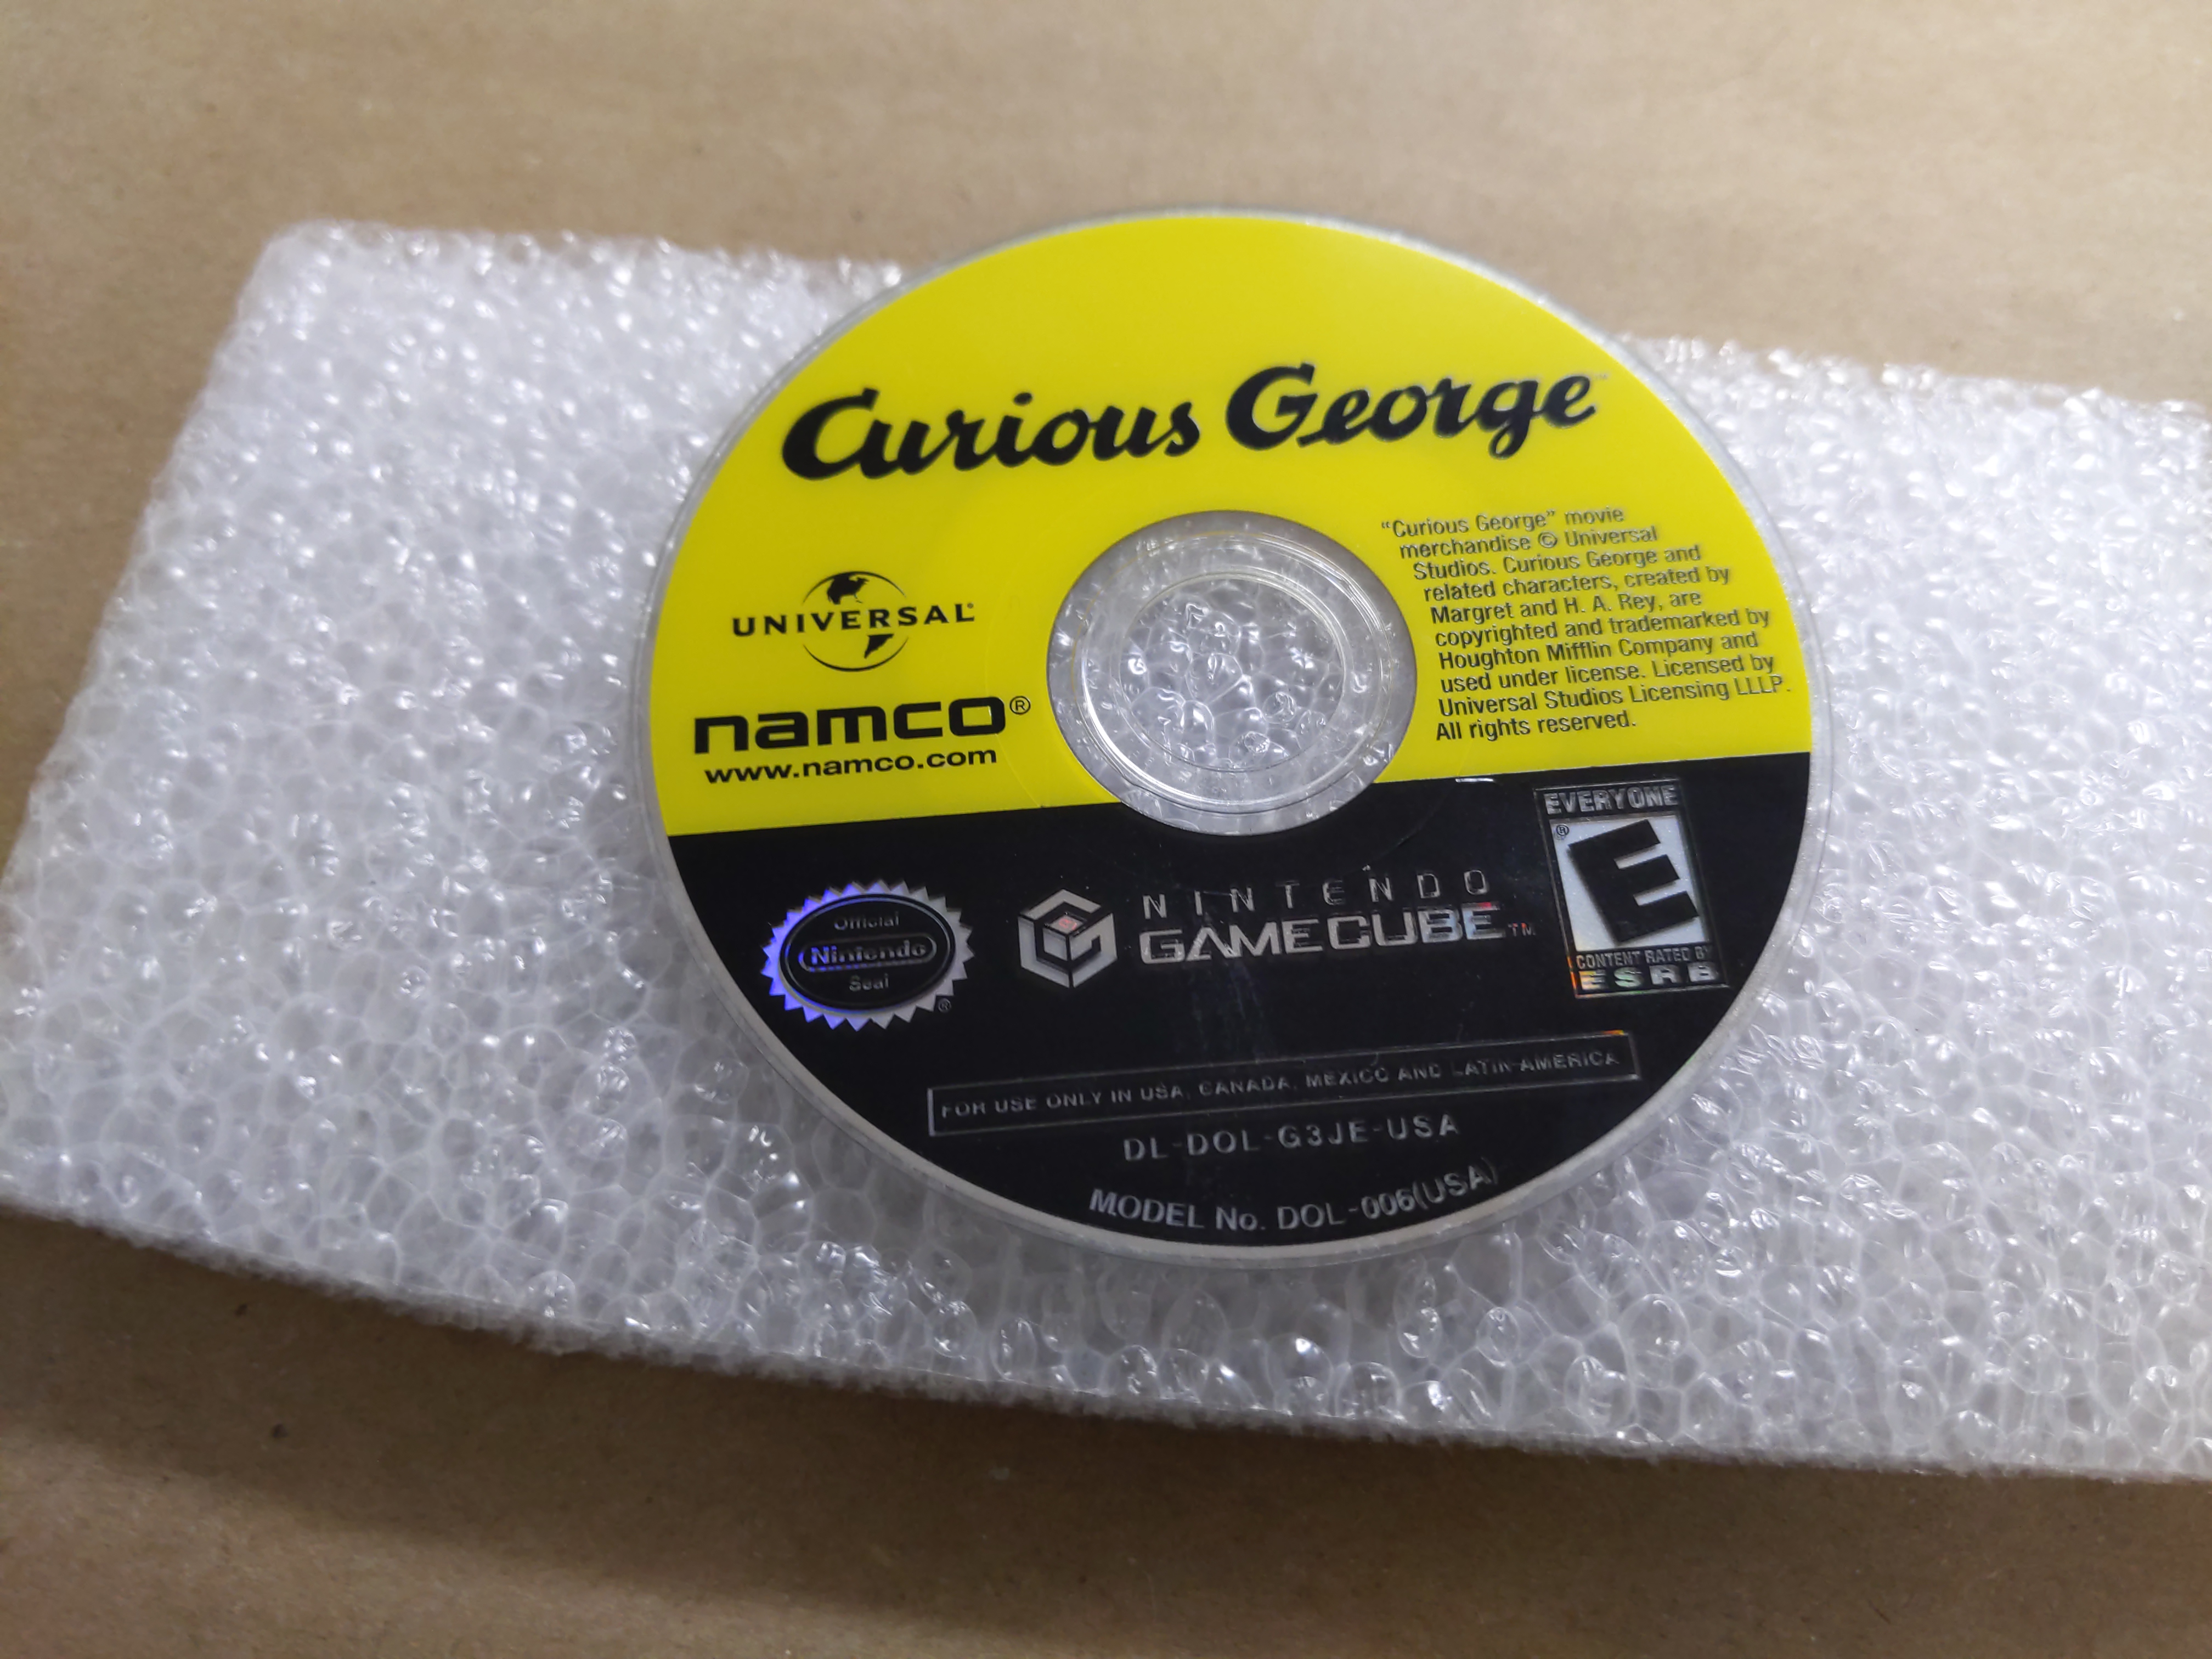 Curious George™
"Curious George" movie
merchandise © Universal
Studios. Curious George and
related characters, created by
Margret and H. A. Rey, are
copyrighted and trademarked by
Houghton Mifflin Company and
used under license. Licensed by
Universal Studios Licensing LLLP.
All rights reserved.
UNIVERSAL®
namco®
www.namco.com
Official
Nintendo
Seal
®
NINTENDO
GAMECUBE™
EVERYONE
E®
CONTENT RATED BY
ESRB
FOR USE ONLY IN USA, CANADA, MEXICO AND LATIN AMERICA
DL-DOL-G3JE-USA
MODEL No. DOL-006(USA)